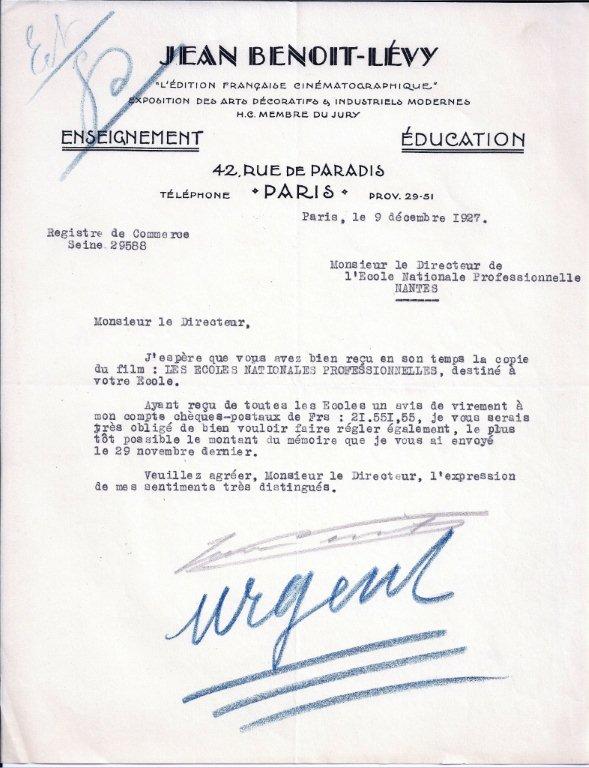 JEAN BENOIT-LÉVY
"L'ÉDITION FRANÇAISE CINÉMATOGRAPHIQUE"
EXPOSITION DES ARTS DÉCORATIFS & INDUSTRIELS MODERNES
H.C. MEMBRE DU JURY
ENSEIGNEMENT ÉDUCATION
42, RUE DE PARADIS
TÉLÉPHONE • PARIS • PROV. 29-51
Paris, le 9 décembre I927.
Registre de Commerce
Seine 29588
Monsieur le Directeur de
l'Ecole Nationale Professionnelle
NANTES
Monsieur le Directeur,
J'espère que vous avez bien reçu en son temps la copie
du film : LES ECOLES NATIONALES PROFESSIONNELLES, destiné à
votre Ecole.
Ayant reçu de toutes les Ecoles un avis de virement à
mon compte chèques-postaux de Frs : 2I.55I,55, je vous serais
très obligé de bien vouloir faire régler également, le plus
tôt possible le montant du mémoire que je vous ai envoyé
le 29 novembre dernier.
Veuillez agréer, Monsieur le Directeur, l'expression
de mes sentiments très distingués.
urgent